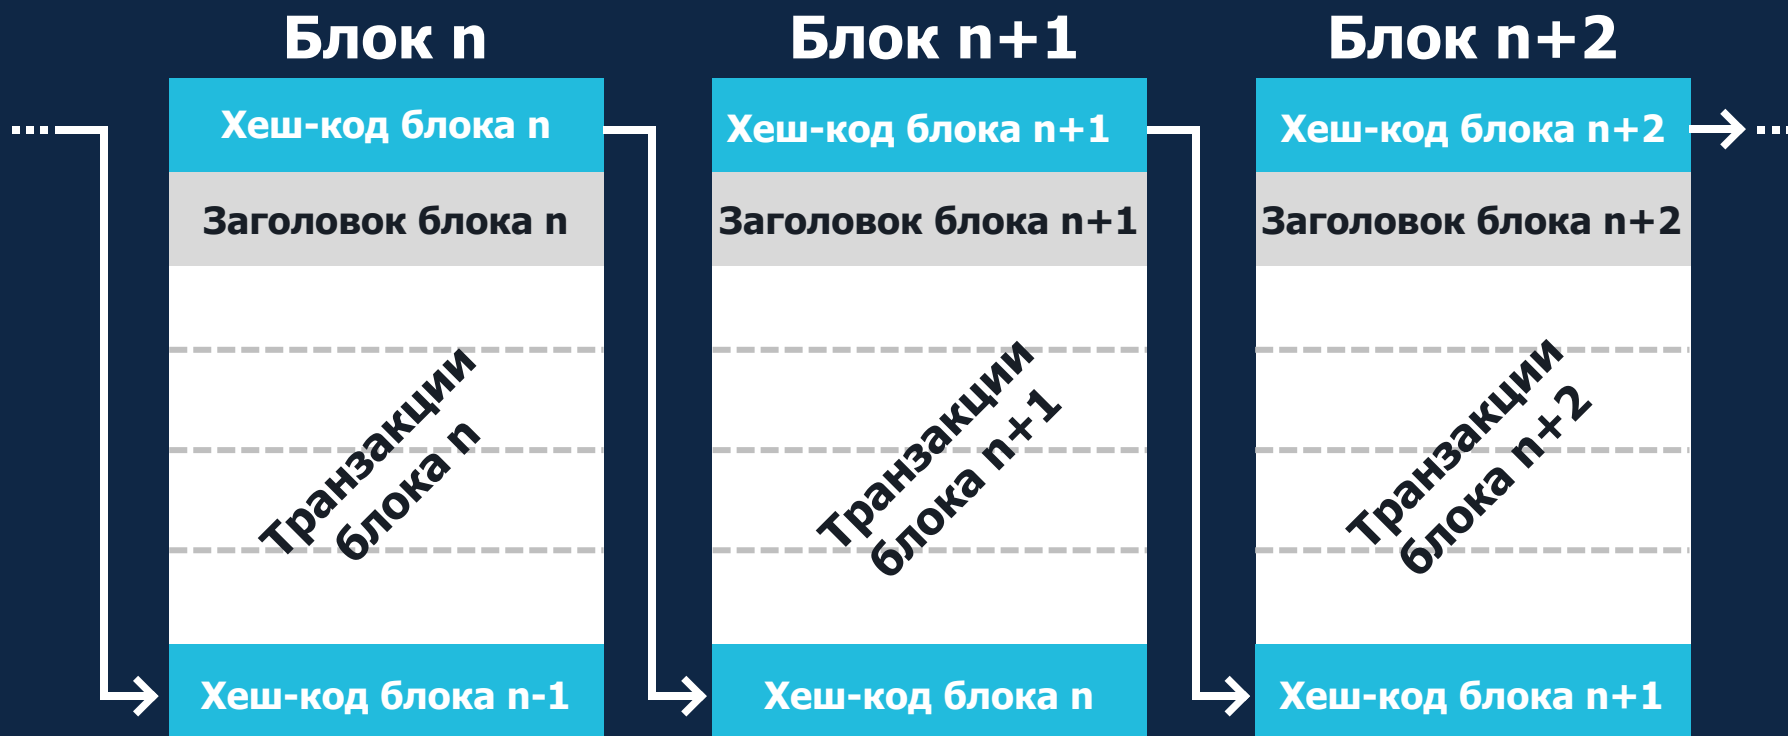 Блок n
Хеш-код блока n
Заголовок блока n
Транзакции
блока n
Хеш-код блока n-1
Блок n+1
Хеш-код блока n+1
Заголовок блока n+1
Транзакции
блока n+1
Хеш-код блока n
Блок n+2
Хеш-код блока n+2
Заголовок блока n+2
Транзакции
блока n+2
Хеш-код блока n+1